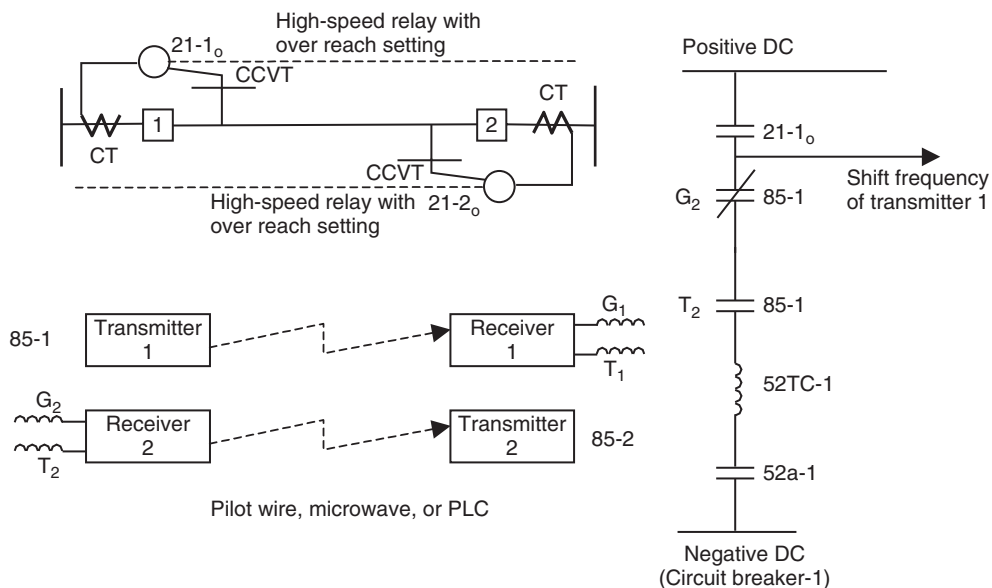 High-speed relay with
over reach setting
21-1ₒ
CCVT
CT
1
2
CT
CCVT
High-speed relay with
over reach setting
21-2ₒ
85-1
Transmitter
1
Receiver
1
G₁
T₁
G₂
T₂
Receiver
2
Transmitter
2
85-2
Pilot wire, microwave, or PLC
Positive DC
21-1ₒ
Shift frequency
of transmitter 1
G₂
85-1
T₂
85-1
52TC-1
52a-1
Negative DC
(Circuit breaker-1)